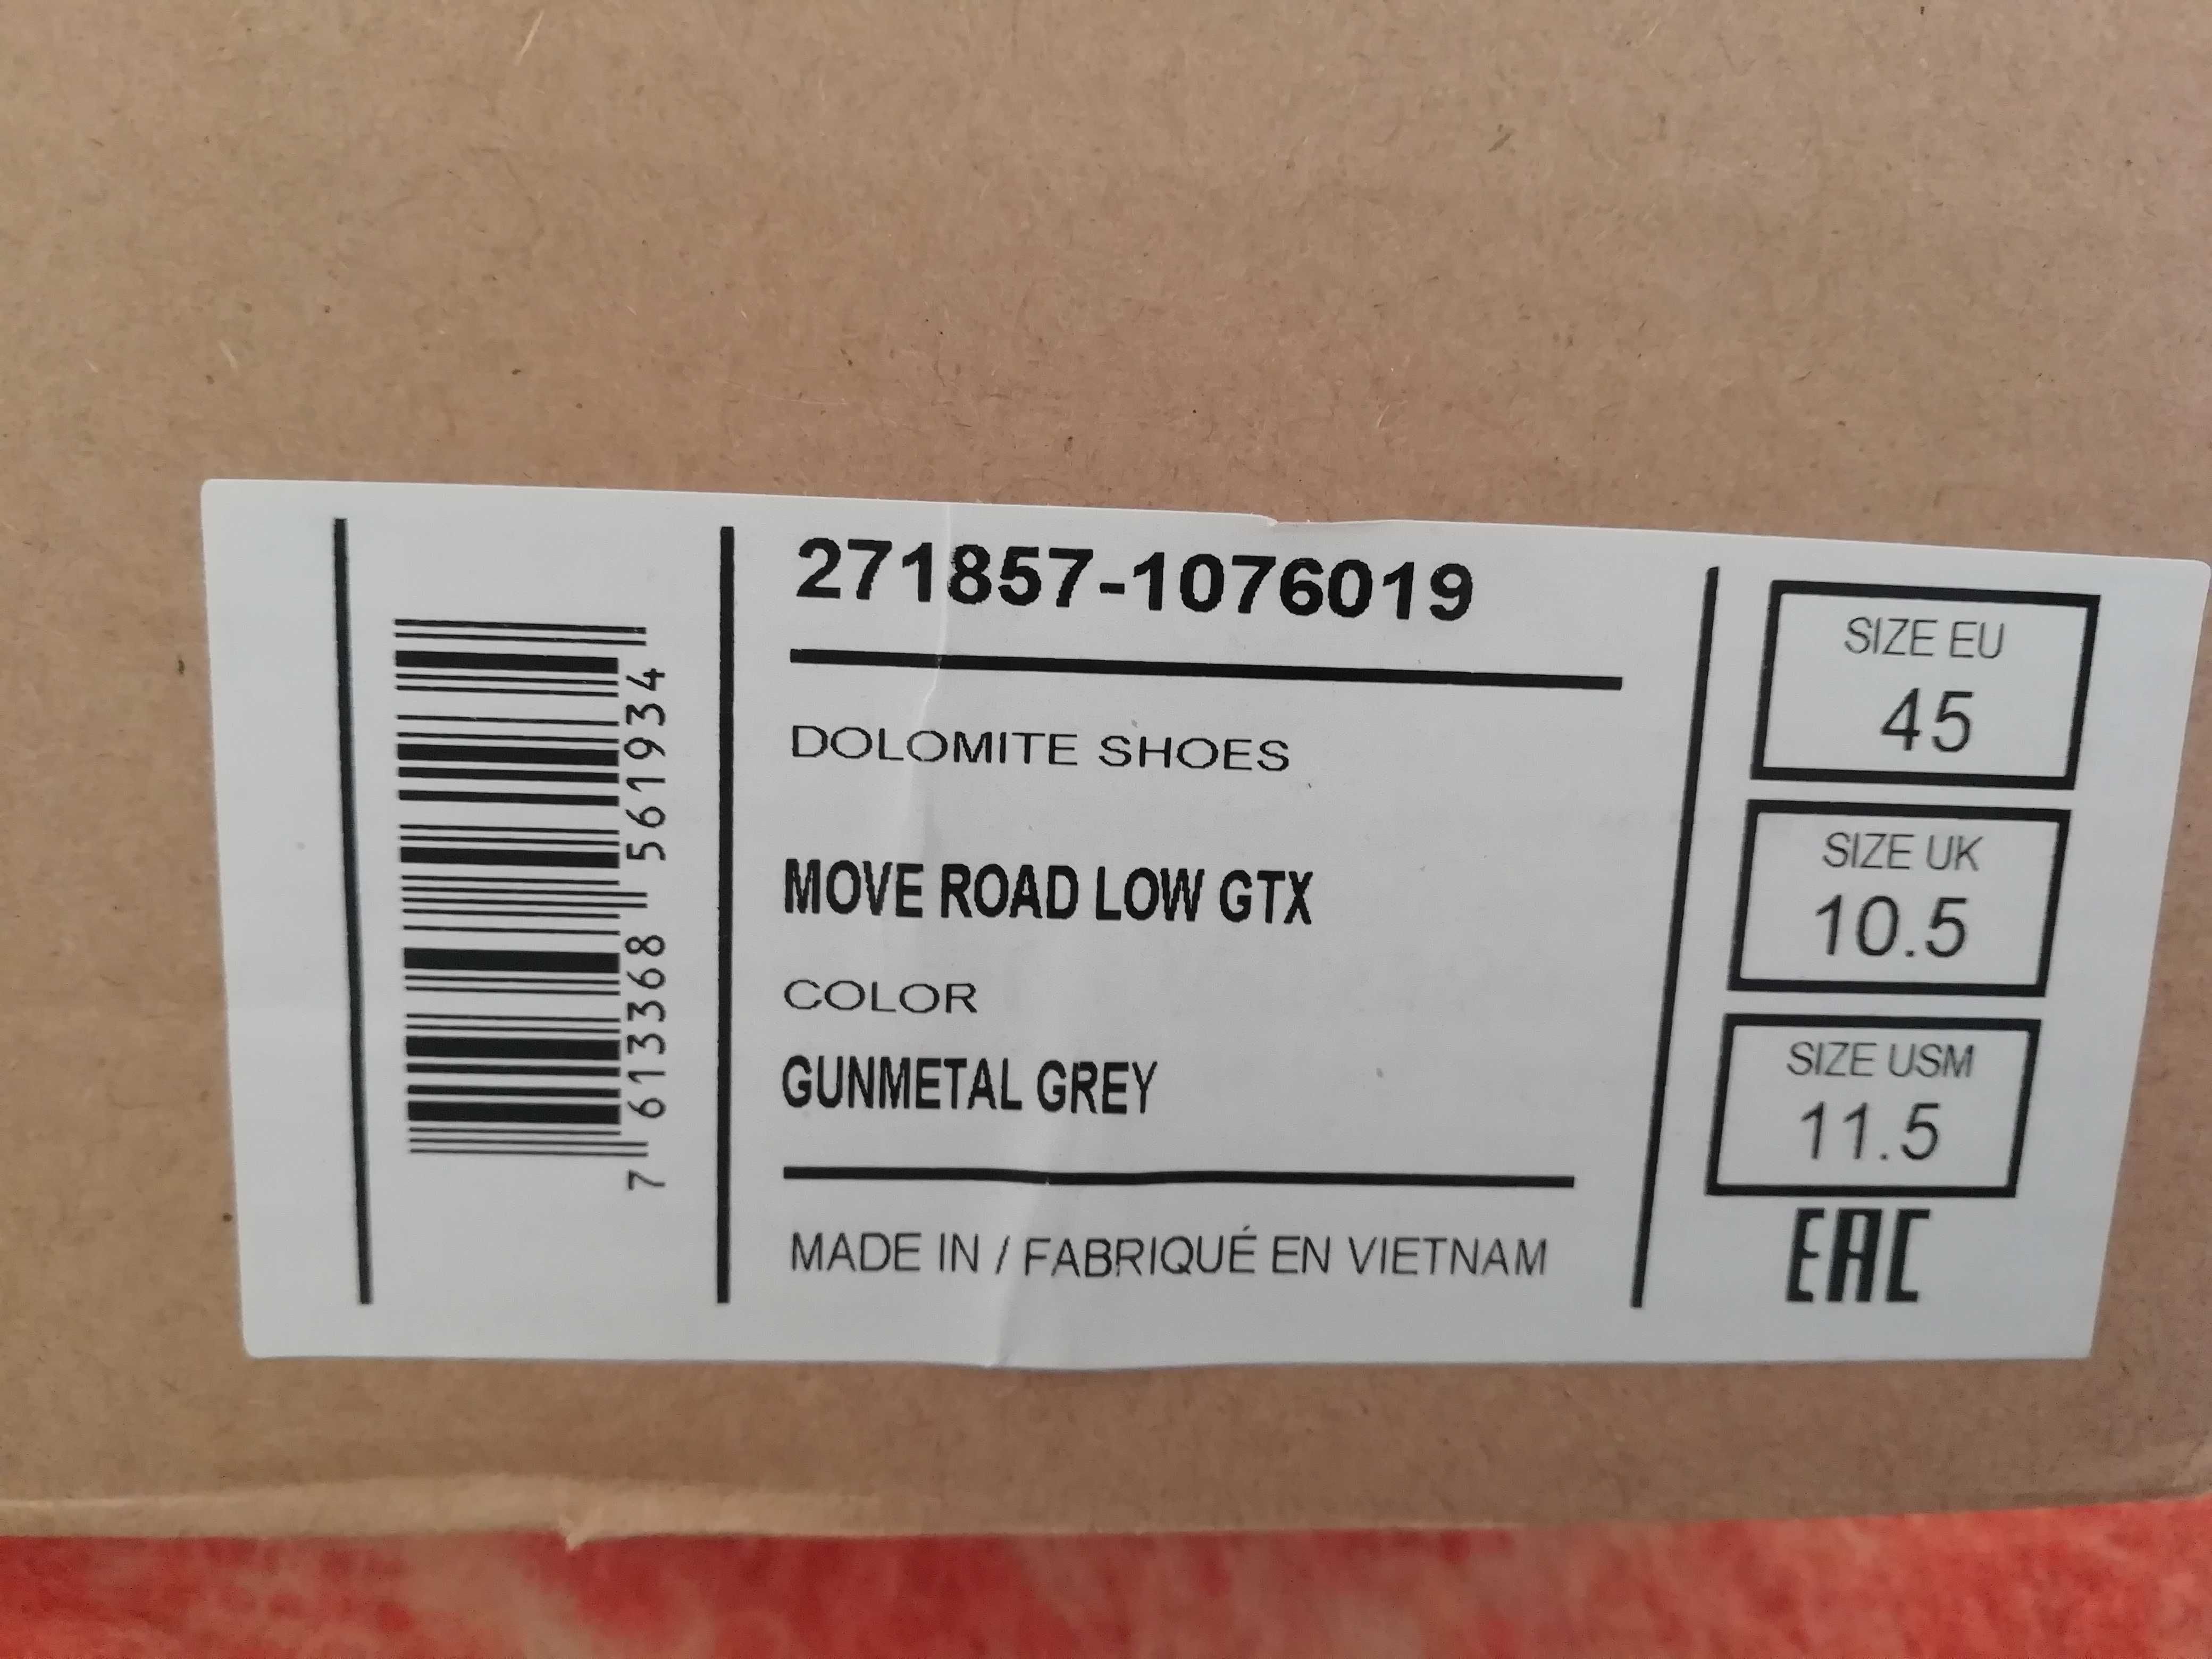 7 613368 561934
271857-1076019
DOLOMITE SHOES
MOVE ROAD LOW GTX
COLOR
GUNMETAL GREY
MADE IN / FABRIQUÉ EN VIETNAM
SIZE EU
45
SIZE UK
10.5
SIZE USM
11.5
EAC